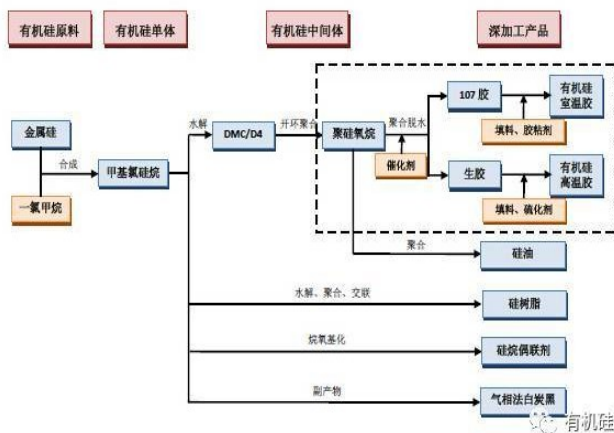 有机硅原料
有机硅单体
有机硅中间体
深加工产品
金属硅
合成
一氯甲烷
甲基氯硅烷
水解
DMC/D4
开环聚合
聚硅氧烷
聚合脱水
催化剂
107 胶
填料、胶粘剂
有机硅
室温胶
生胶
填料、硫化剂
有机硅
高温胶
聚合
硅油
水解、聚合、交联
硅树脂
烷氧基化
硅烷偶联剂
副产物
气相法白炭黑
有机硅